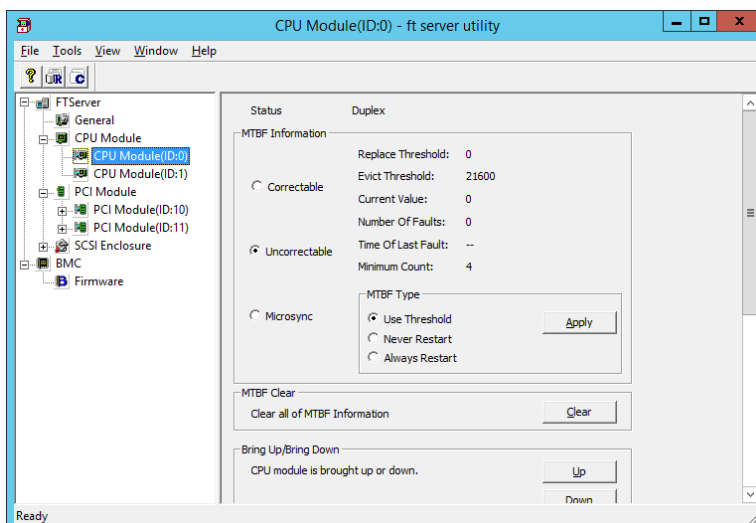 CPU Module(ID:0) - ft server utility
File Tools View Window Help
FTServer
General
CPU Module
CPU Module(ID:0)
CPU Module(ID:1)
PCI Module
PCI Module(ID:10)
PCI Module(ID:11)
SCSI Enclosure
BMC
Firmware
Status Duplex
MTBF Information
Replace Threshold: 0
Evict Threshold: 21600
Correctable
Current Value: 0
Number Of Faults: 0
Uncorrectable
Time Of Last Fault: --
Minimum Count: 4
MTBF Type
Microsync
Use Threshold
Apply
Never Restart
Always Restart
MTBF Clear
Clear all of MTBF Information
Clear
Bring Up/Bring Down
CPU module is brought up or down.
Up
Down
Ready